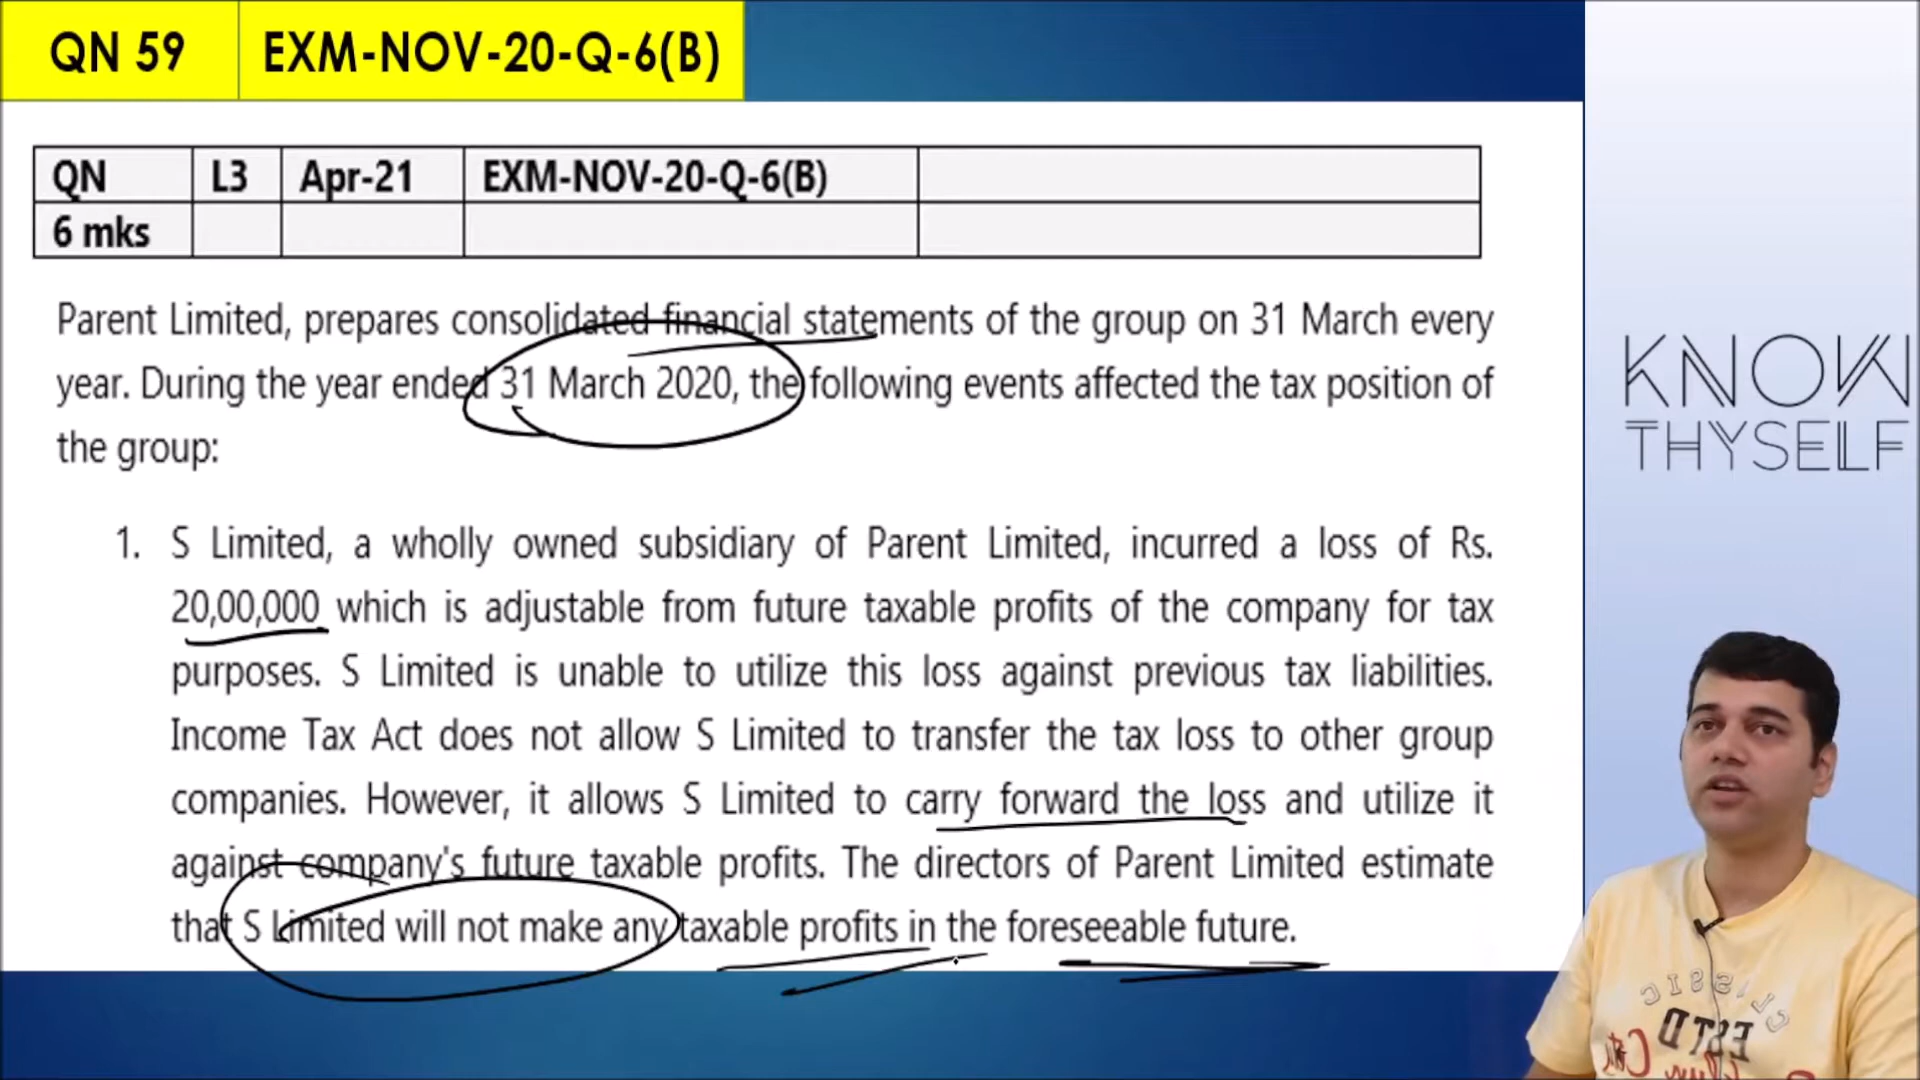 QN 59 EXM-NOV-20-Q-6(B)
QN L3 Apr-21 EXM-NOV-20-Q-6(B)
6 mks
Parent Limited, prepares consolidated financial statements of the group on 31 March every
year. During the year ended 31 March 2020, the following events affected the tax position of
the group:
1. S Limited, a wholly owned subsidiary of Parent Limited, incurred a loss of Rs.
20,00,000 which is adjustable from future taxable profits of the company for tax
purposes. S Limited is unable to utilize this loss against previous tax liabilities.
Income Tax Act does not allow S Limited to transfer the tax loss to other group
companies. However, it allows S Limited to carry forward the loss and utilize it
against company's future taxable profits. The directors of Parent Limited estimate
that S Limited will not make any taxable profits in the foreseeable future.
KNOW
THYSELF
CLASSIC
ESTD